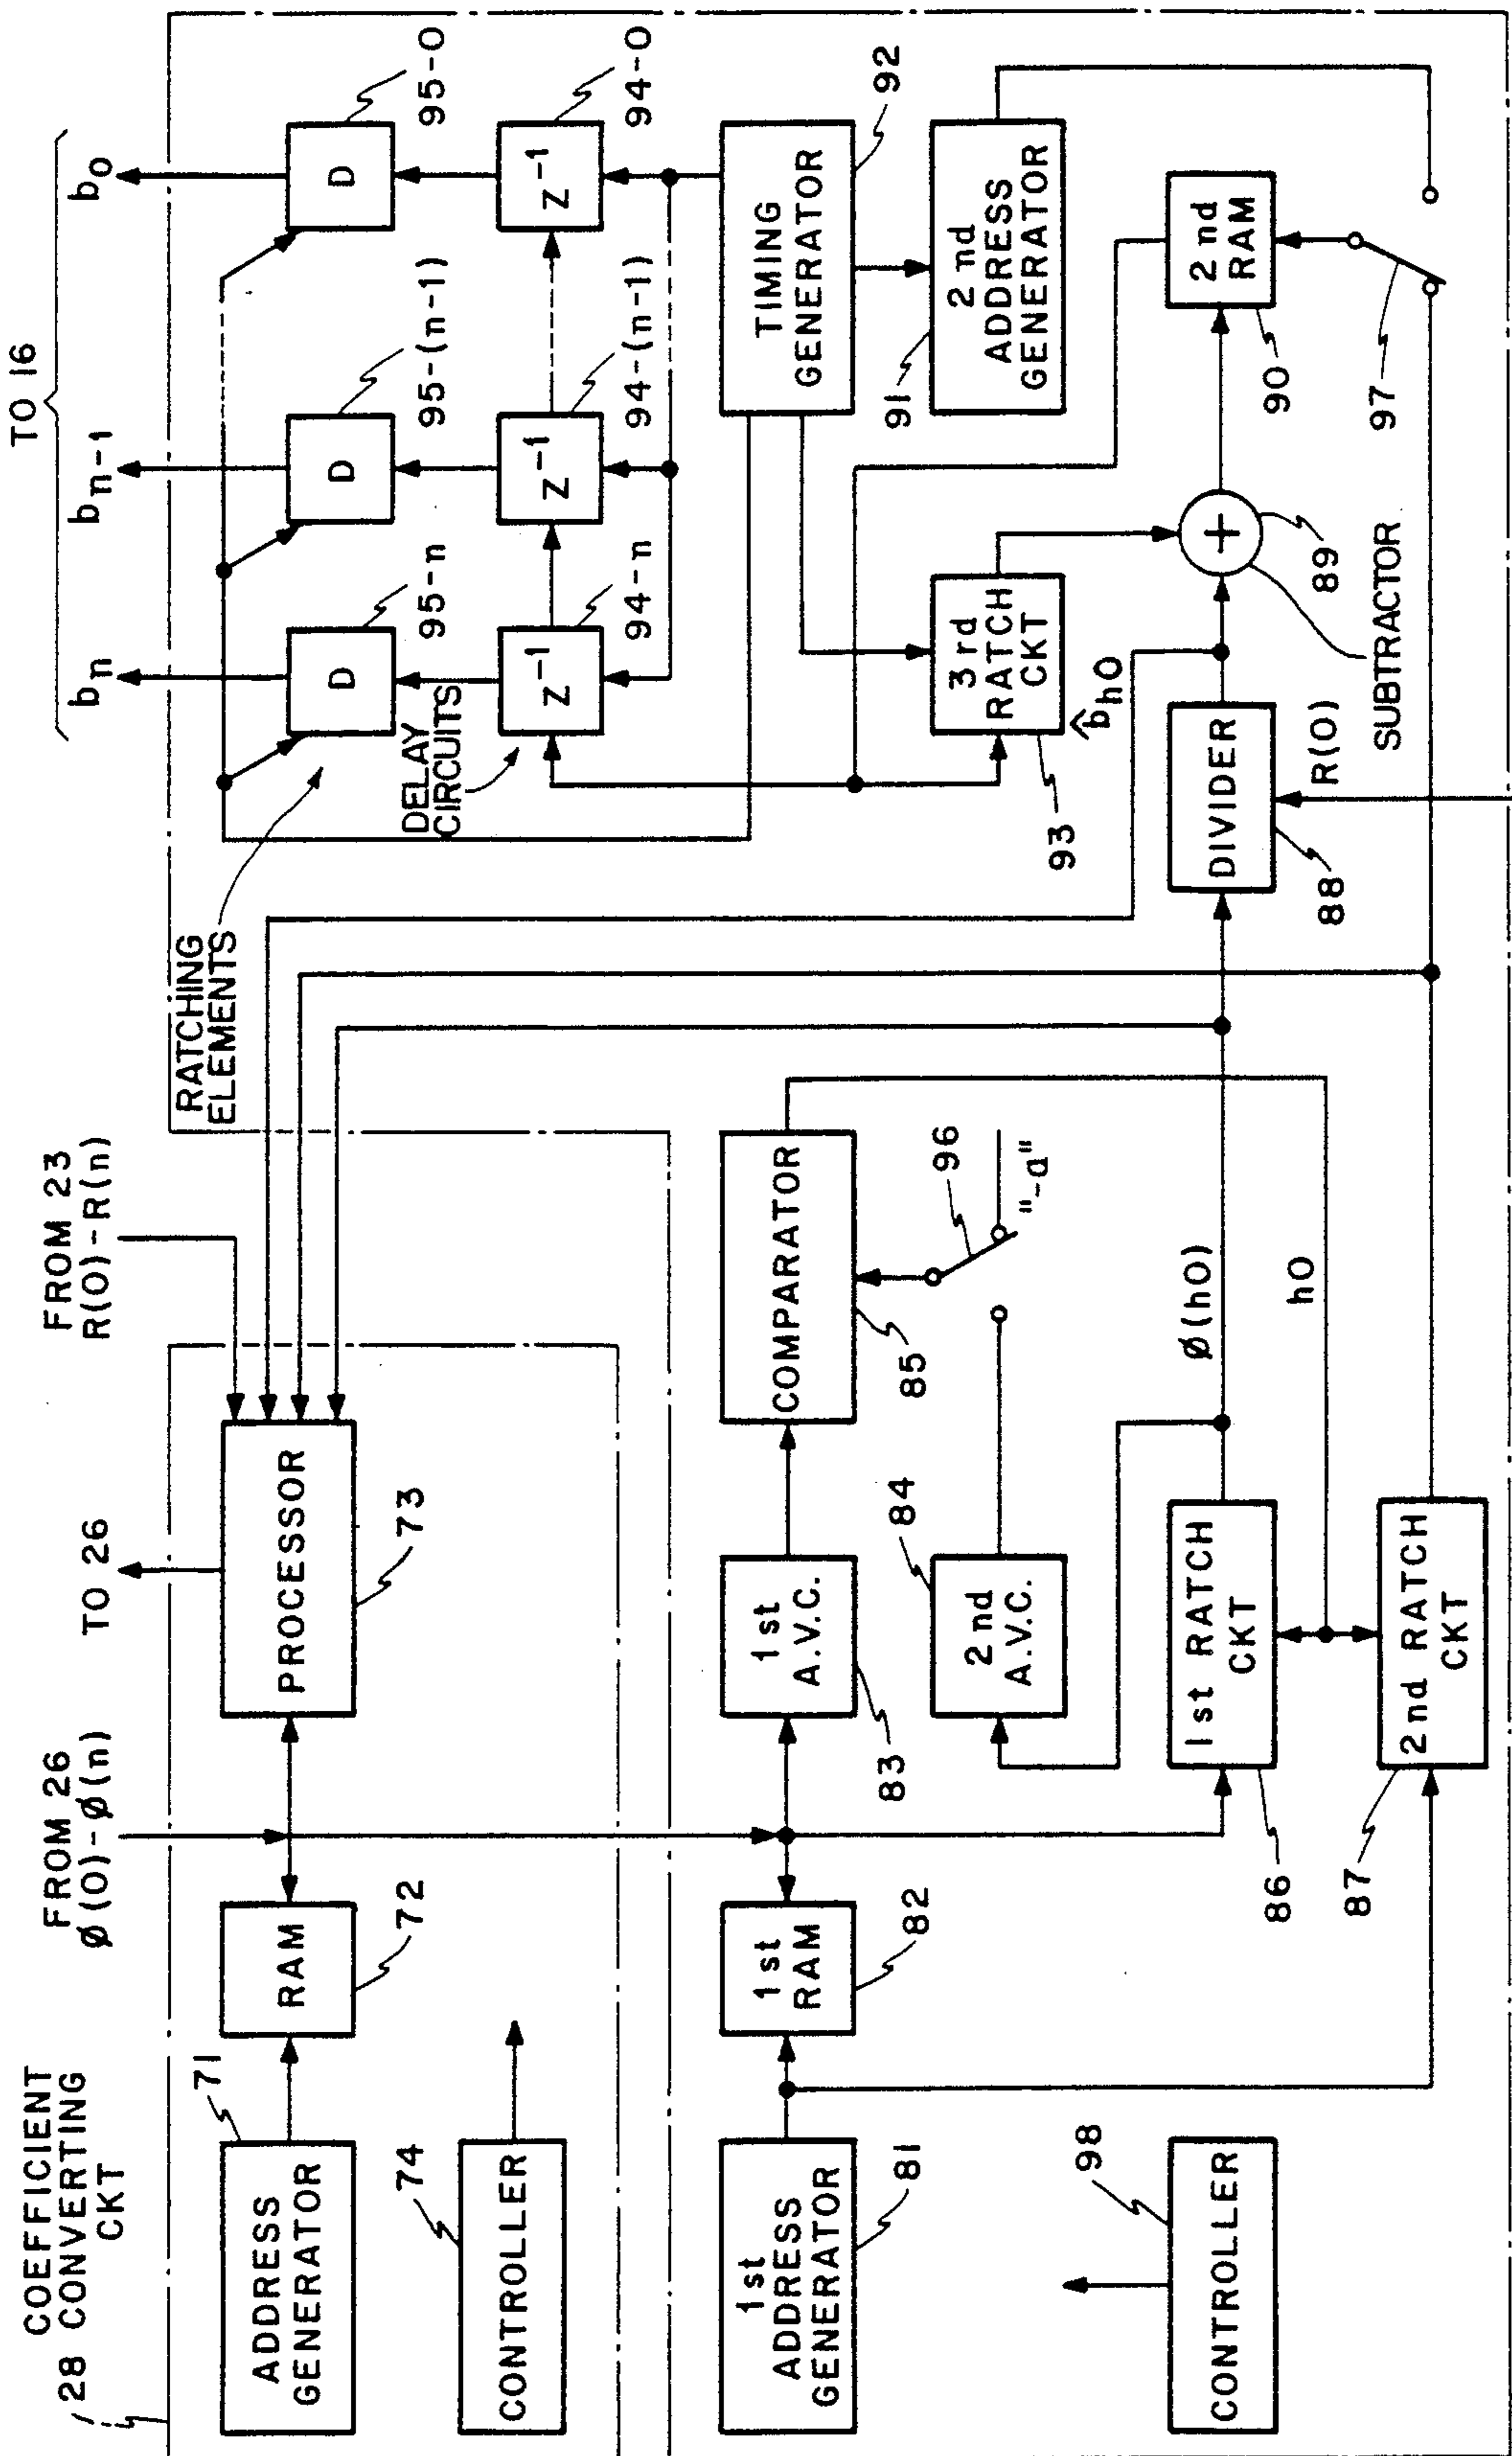 COEFFICIENT
28 CONVERTING
CKT
FROM 26
Ø(0)-Ø(n)
TO 26
FROM 23
R(0)-R(n)
TO 16
bn
bn-1
b0
ADDRESS
GENERATOR
71
RAM
72
PROCESSOR
73
74
CONTROLLER
RATCHING
ELEMENTS
D
95-n
D
95-(n-1)
D
95-0
DELAY
CIRCUITS
Z-1
94-n
Z-1
94-(n-1)
Z-1
94-0
1st
ADDRESS
GENERATOR
81
1st
RAM
82
1st
A.V.C.
83
COMPARATOR
85
TIMING
GENERATOR
92
2nd
A.V.C.
84
96
"-a"
3rd
RATCH
CKT
93
b̂h0
2nd
ADDRESS
GENERATOR
91
98
CONTROLLER
1st RATCH
CKT
86
Ø(h0)
h0
DIVIDER
88
R(0)
+
89
SUBTRACTOR
2nd
RAM
90
2nd RATCH
CKT
87
97